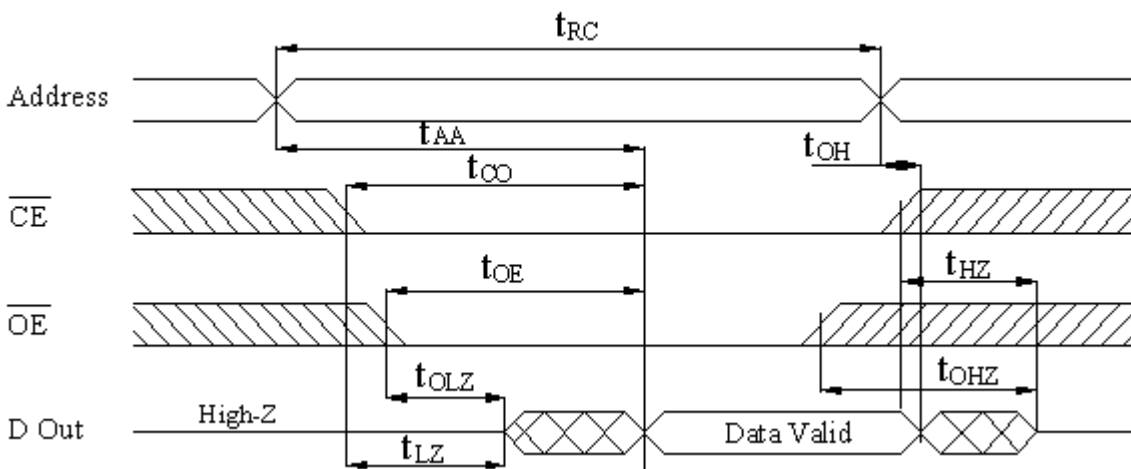 tRC
Address
tAA
tOH
tCO
CE
tHZ
tOE
OE
tOLZ
tOHZ
High-Z
D Out
Data Valid
tLZ